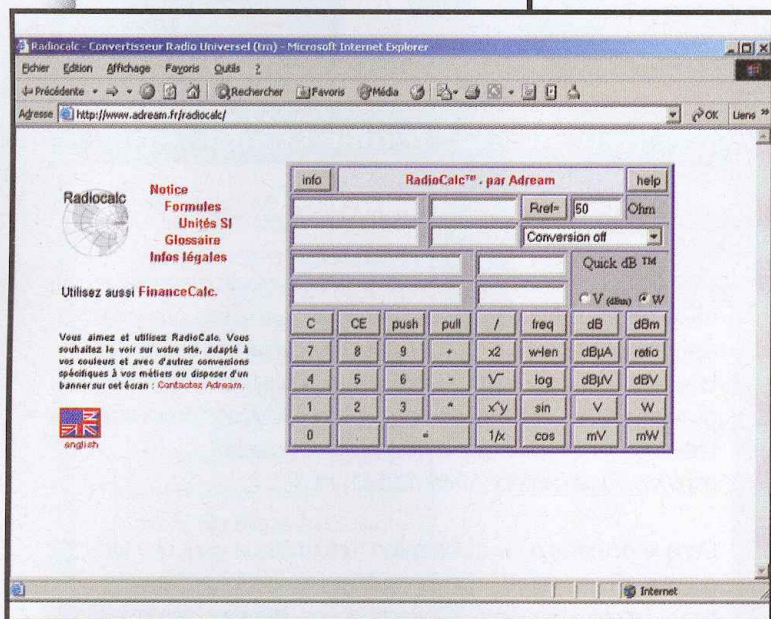 Radiocalc - Convertisseur Radio Universel (tm) - Microsoft Internet Explorer
Fichier Edition Affichage Favoris Outils ?
Précédente Rechercher Favoris Média
Adresse http://www.adream.fr/radiocalc/ OK Liens »
Radiocalc
Notice
Formules
Unités SI
Glossaire
Infos légales
Utilisez aussi FinanceCalc.
Vous aimez et utilisez RadioCalc. Vous
souhaitez le voir sur votre site, adapté à
vos couleurs et avec d'autres conversions
spécifiques à vos métiers ou disposer d'un
banner sur cet écran : Contactez Adream.
english
info RadioCalc™ . par Adream help
Rref= 50 Ohm
Conversion off
Quick dB ™
V (dBm) W
C CE push pull / freq dB dBm
7 8 9 + x2 w-len dBµA ratio
4 5 6 - √¯ log dBµV dBV
1 2 3 * x^y sin V W
0 . = 1/x cos mV mW
Internet